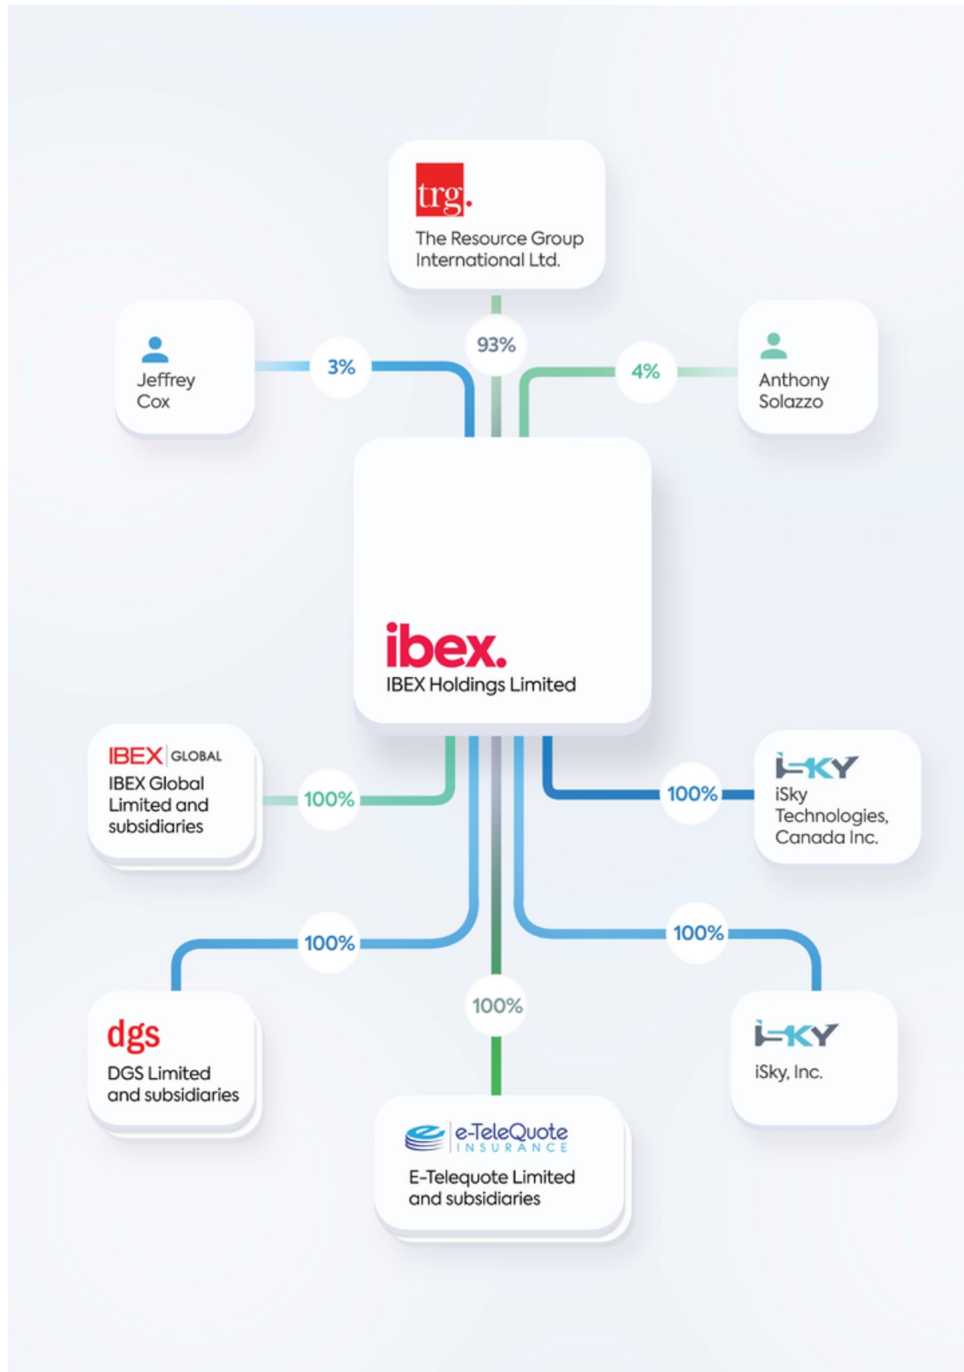 trg.
The Resource Group
International Ltd.
Jeffrey
Cox
3%
93%
4%
Anthony
Solazzo
ibex.
IBEX Holdings Limited
IBEX GLOBAL
IBEX Global
Limited and
subsidiaries
100%
100%
iSKY
iSky
Technologies,
Canada Inc.
100%
100%
dgs
DGS Limited
and subsidiaries
100%
iSKY
iSky, Inc.
e-TeleQuote
INSURANCE
E-Telequote Limited
and subsidiaries